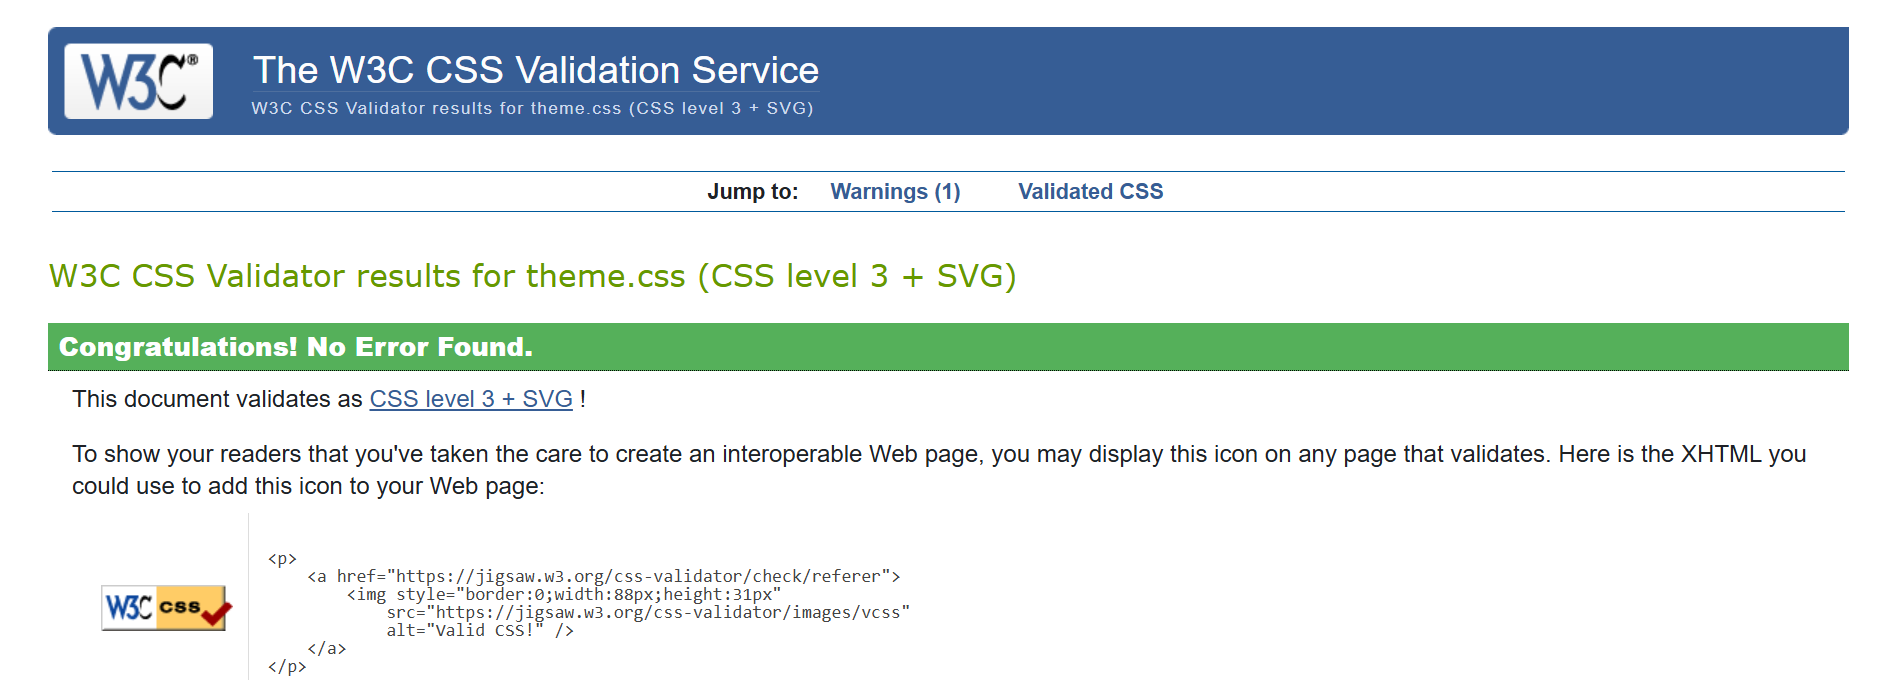 W3C®
The W3C CSS Validation Service
W3C CSS Validator results for theme.css (CSS level 3 + SVG)
Jump to: Warnings (1) Validated CSS
W3C CSS Validator results for theme.css (CSS level 3 + SVG)
Congratulations! No Error Found.
This document validates as CSS level 3 + SVG !
To show your readers that you've taken the care to create an interoperable Web page, you may display this icon on any page that validates. Here is the XHTML you
could use to add this icon to your Web page:
W3C css
<p>
    <a href="https://jigsaw.w3.org/css-validator/check/referer">
        <img style="border:0;width:88px;height:31px"
            src="https://jigsaw.w3.org/css-validator/images/vcss"
            alt="Valid CSS!" />
    </a>
</p>